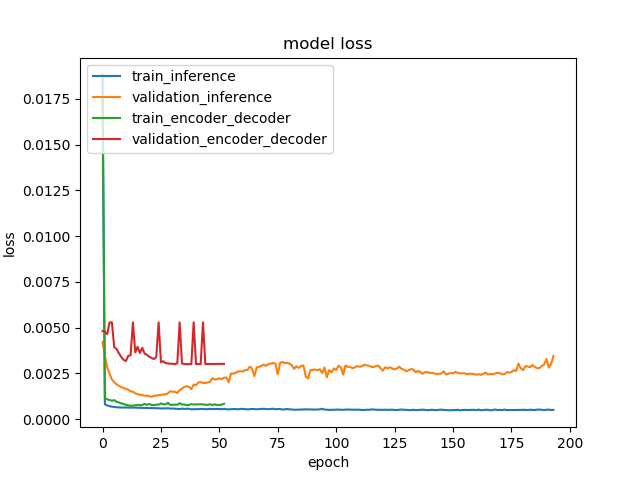 model loss
train_inference
validation_inference
train_encoder_decoder
validation_encoder_decoder
0.0175
0.0150
0.0125
0.0100
0.0075
0.0050
0.0025
0.0000
loss
0 25 50 75 100 125 150 175 200
epoch